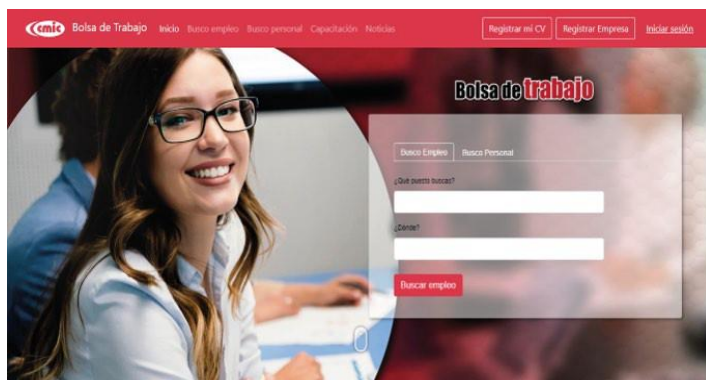 cmic Bolsa de Trabajo Inicio Busco empleo Busco personal Capacitación Noticias Registrar mi CV Registrar Empresa Iniciar sesión
Bolsa de trabajo
Busco Empleo Busco Personal
¿Qué puesto buscas?
¿Dónde?
Buscar empleo